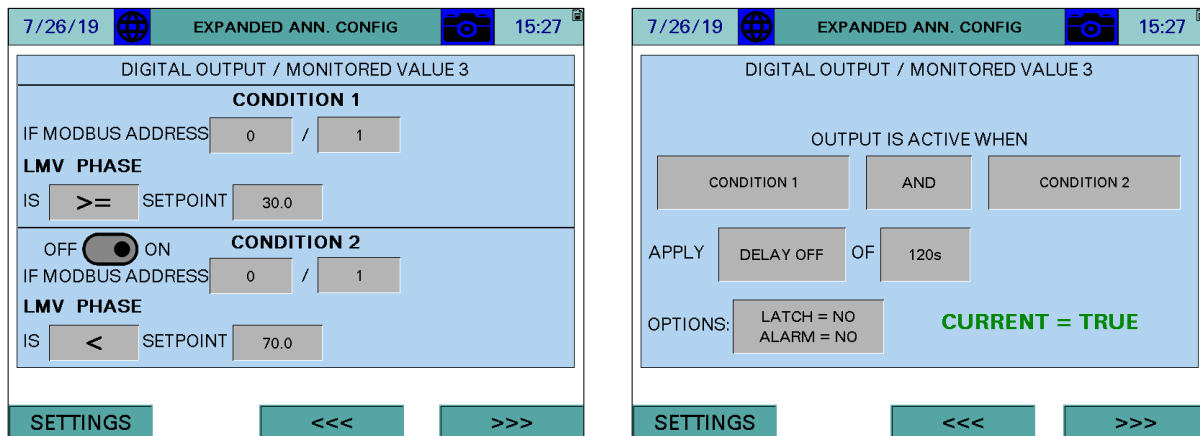 7/26/19 EXPANDED ANN. CONFIG 15:27
DIGITAL OUTPUT / MONITORED VALUE 3
CONDITION 1
IF MODBUS ADDRESS 0 / 1
LMV PHASE
IS >= SETPOINT 30.0
OFF ON CONDITION 2
IF MODBUS ADDRESS 0 / 1
LMV PHASE
IS < SETPOINT 70.0
SETTINGS <<< >>>
7/26/19 EXPANDED ANN. CONFIG 15:27
DIGITAL OUTPUT / MONITORED VALUE 3
OUTPUT IS ACTIVE WHEN
CONDITION 1 AND CONDITION 2
APPLY DELAY OFF OF 120s
OPTIONS: LATCH = NO
ALARM = NO
CURRENT = TRUE
SETTINGS <<< >>>